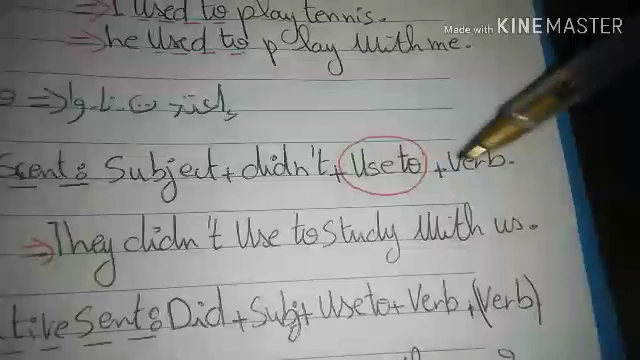 ⇒I used to play tennis.
Made with KINEMASTER
⇒he used to play with me.
Sent: Subject + didn't + Use to + Verb.
⇒They didn't Use to study with us.
tive Sent: Did + Subj + Use to + Verb + (Verb)